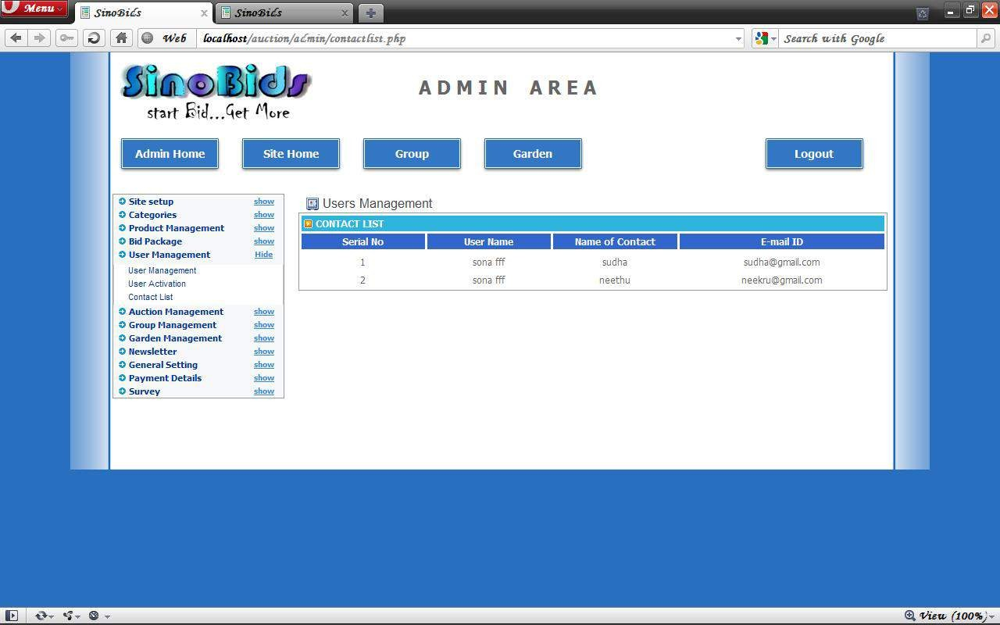 Menu SinoBids SinoBids
Web localhost/auction/admin/contactlist.php Search with Google
SinoBids
start Bid...Get More
ADMIN AREA
Admin Home Site Home Group Garden Logout
Site setup show
Categories show
Product Management show
Bid Package show
User Management Hide
User Management
User Activation
Contact List
Auction Management show
Group Management show
Garden Management show
Newsletter show
General Setting show
Payment Details show
Survey show
Users Management
CONTACT LIST
Serial No User Name Name of Contact E-mail ID
1 sona fff sudha sudha@gmail.com
2 sona fff neethu neekru@gmail.com
View (100%)